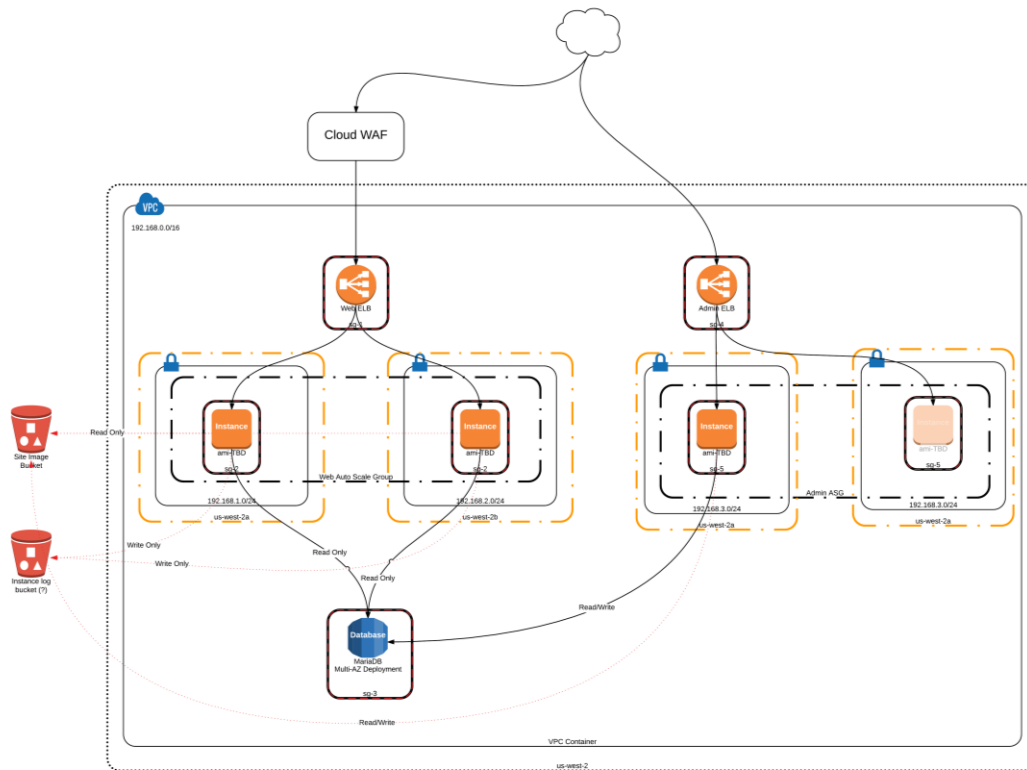 Cloud WAF
VPC
192.168.0.0/16
Web ELB
sg-1
Admin ELB
sg-4
Instance
ami-TBD
sg-2
Instance
ami-TBD
sg-2
Instance
ami-TBD
sg-5
ami-TBD
sg-5
Read Only
Site Image
Bucket
Web Auto Scale Group
Admin ASG
192.168.1.0/24
us-west-2a
192.168.2.0/24
us-west-2b
192.168.3.0/24
us-west-2a
192.168.3.0/24
us-west-2a
Write Only
Write Only
Instance log
bucket (?)
Read Only
Read Only
Read/Write
Database
MariaDB
Multi-AZ Deployment
sg-3
Read/Write
VPC Container
us-west-2